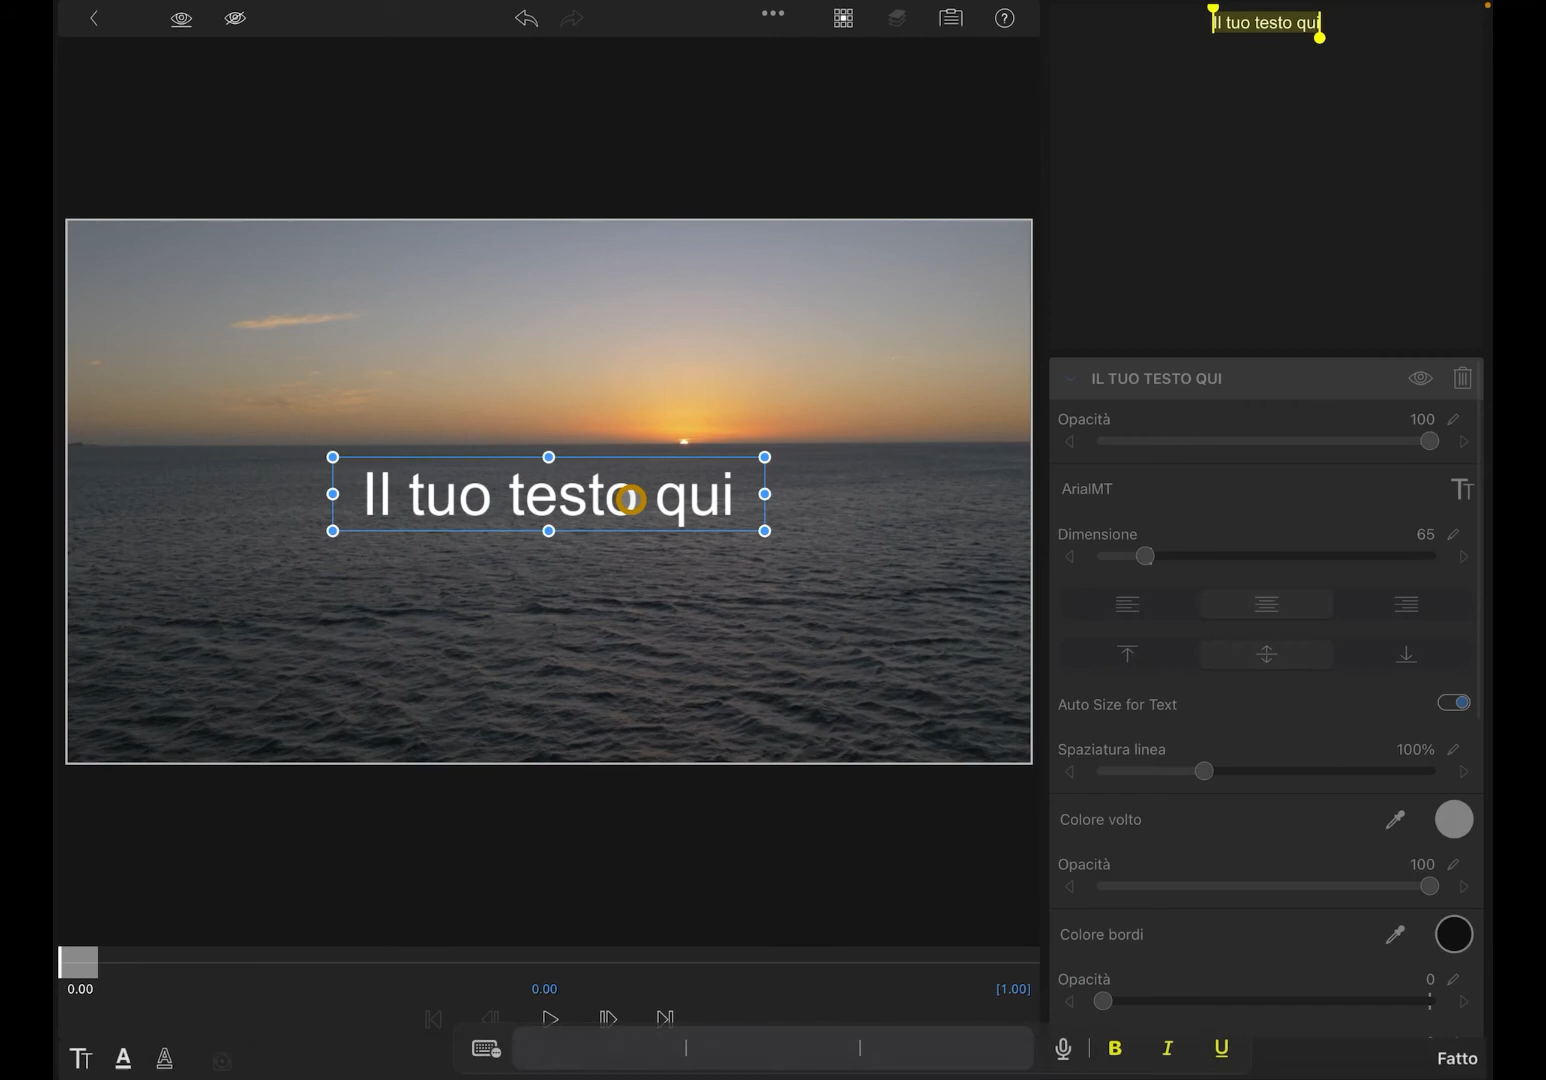 Il tuo testo qui
IL TUO TESTO QUI
Opacità 100
ArialMT
Dimensione 65
Auto Size for Text
Spaziatura linea 100%
Colore volto
Opacità 100
Colore bordi
Opacità 0
Il tuo testo qui
0.00 0.00 [1.00]
B I U
Fatto